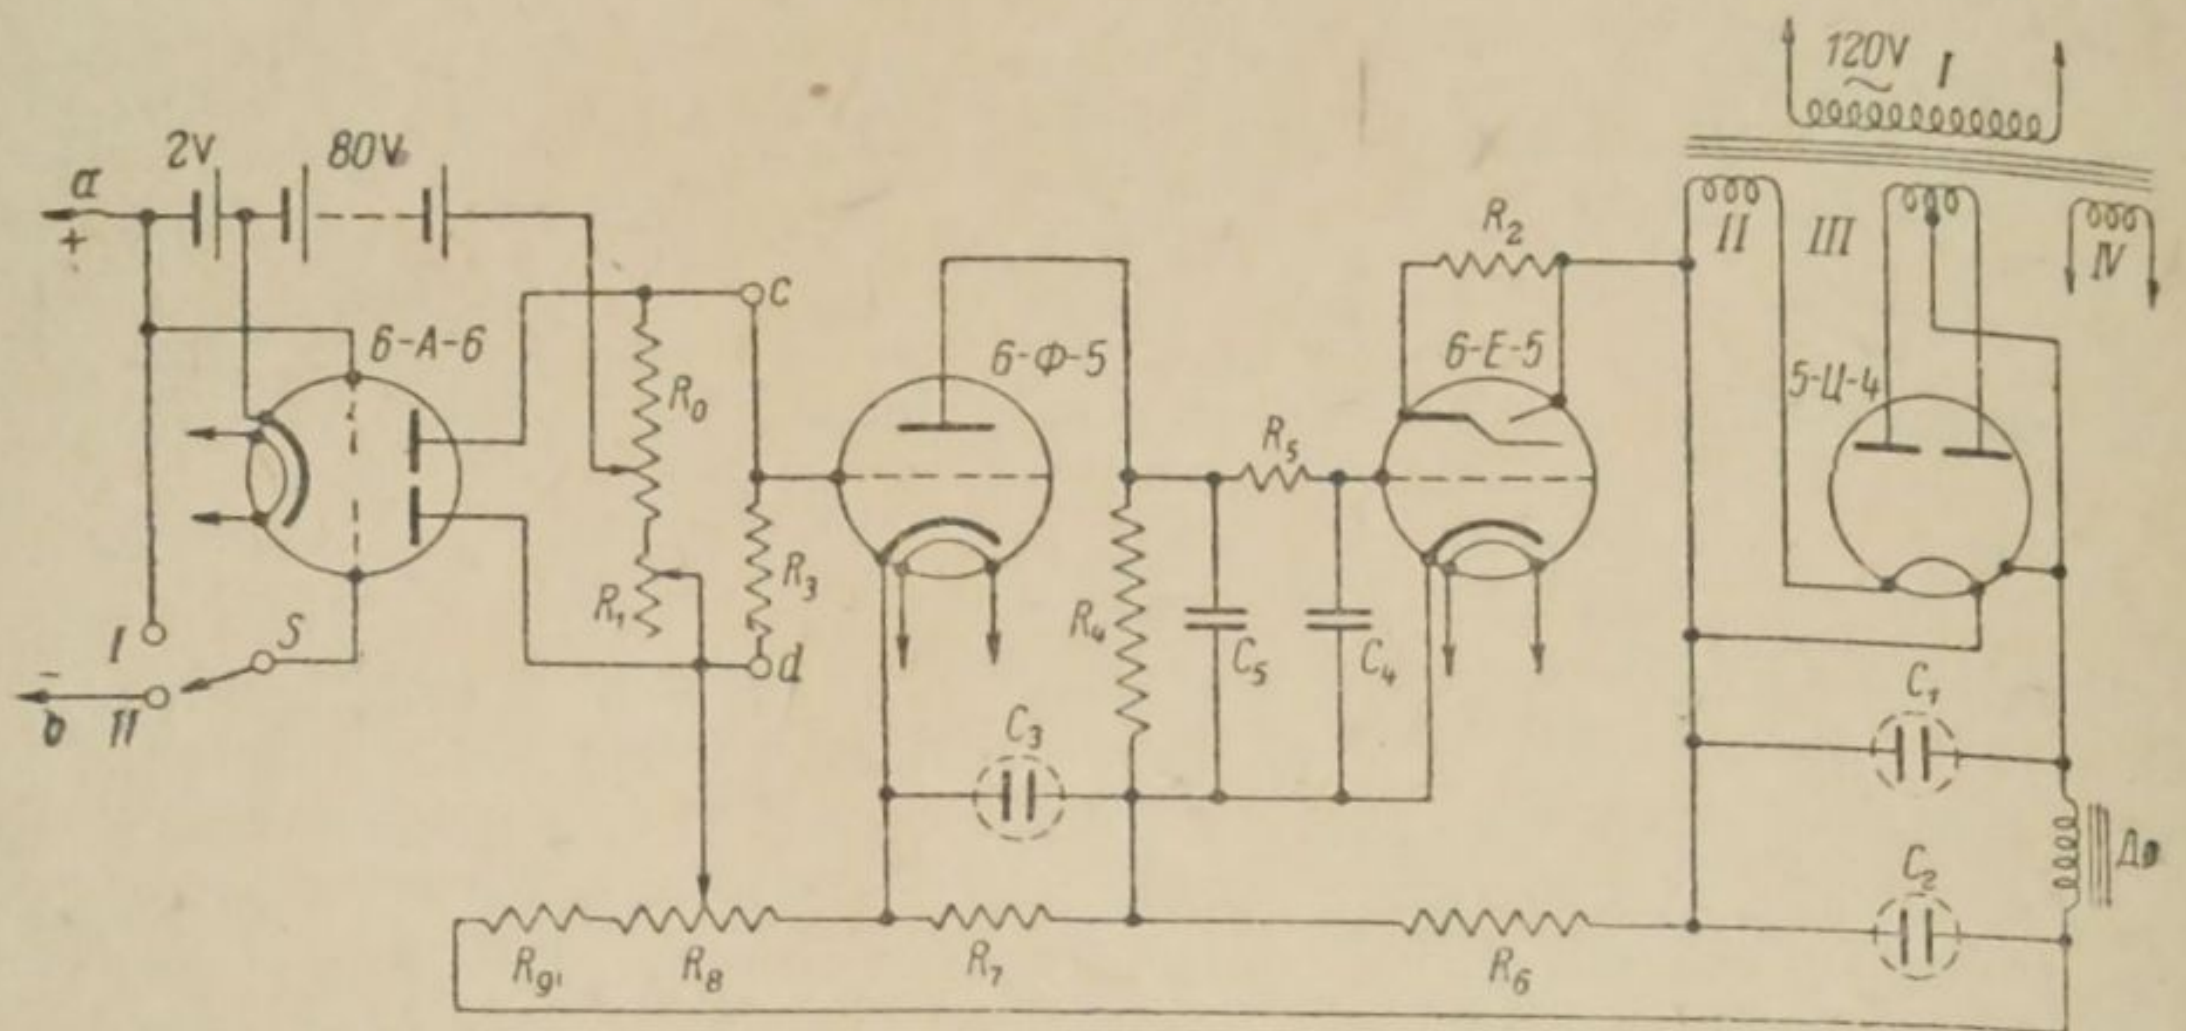 120V I
~
2V 80V
a
+
R₂
II III IV
6-А-6 C 6-Ф-5 6-Е-5 5-Ц-4
R₀
R₅
R₃
R₁ R₄
I S
C₅ C₄
d
-
b II
C₁
C₃
Др
C₂
R₉ R₈ R₇ R₆